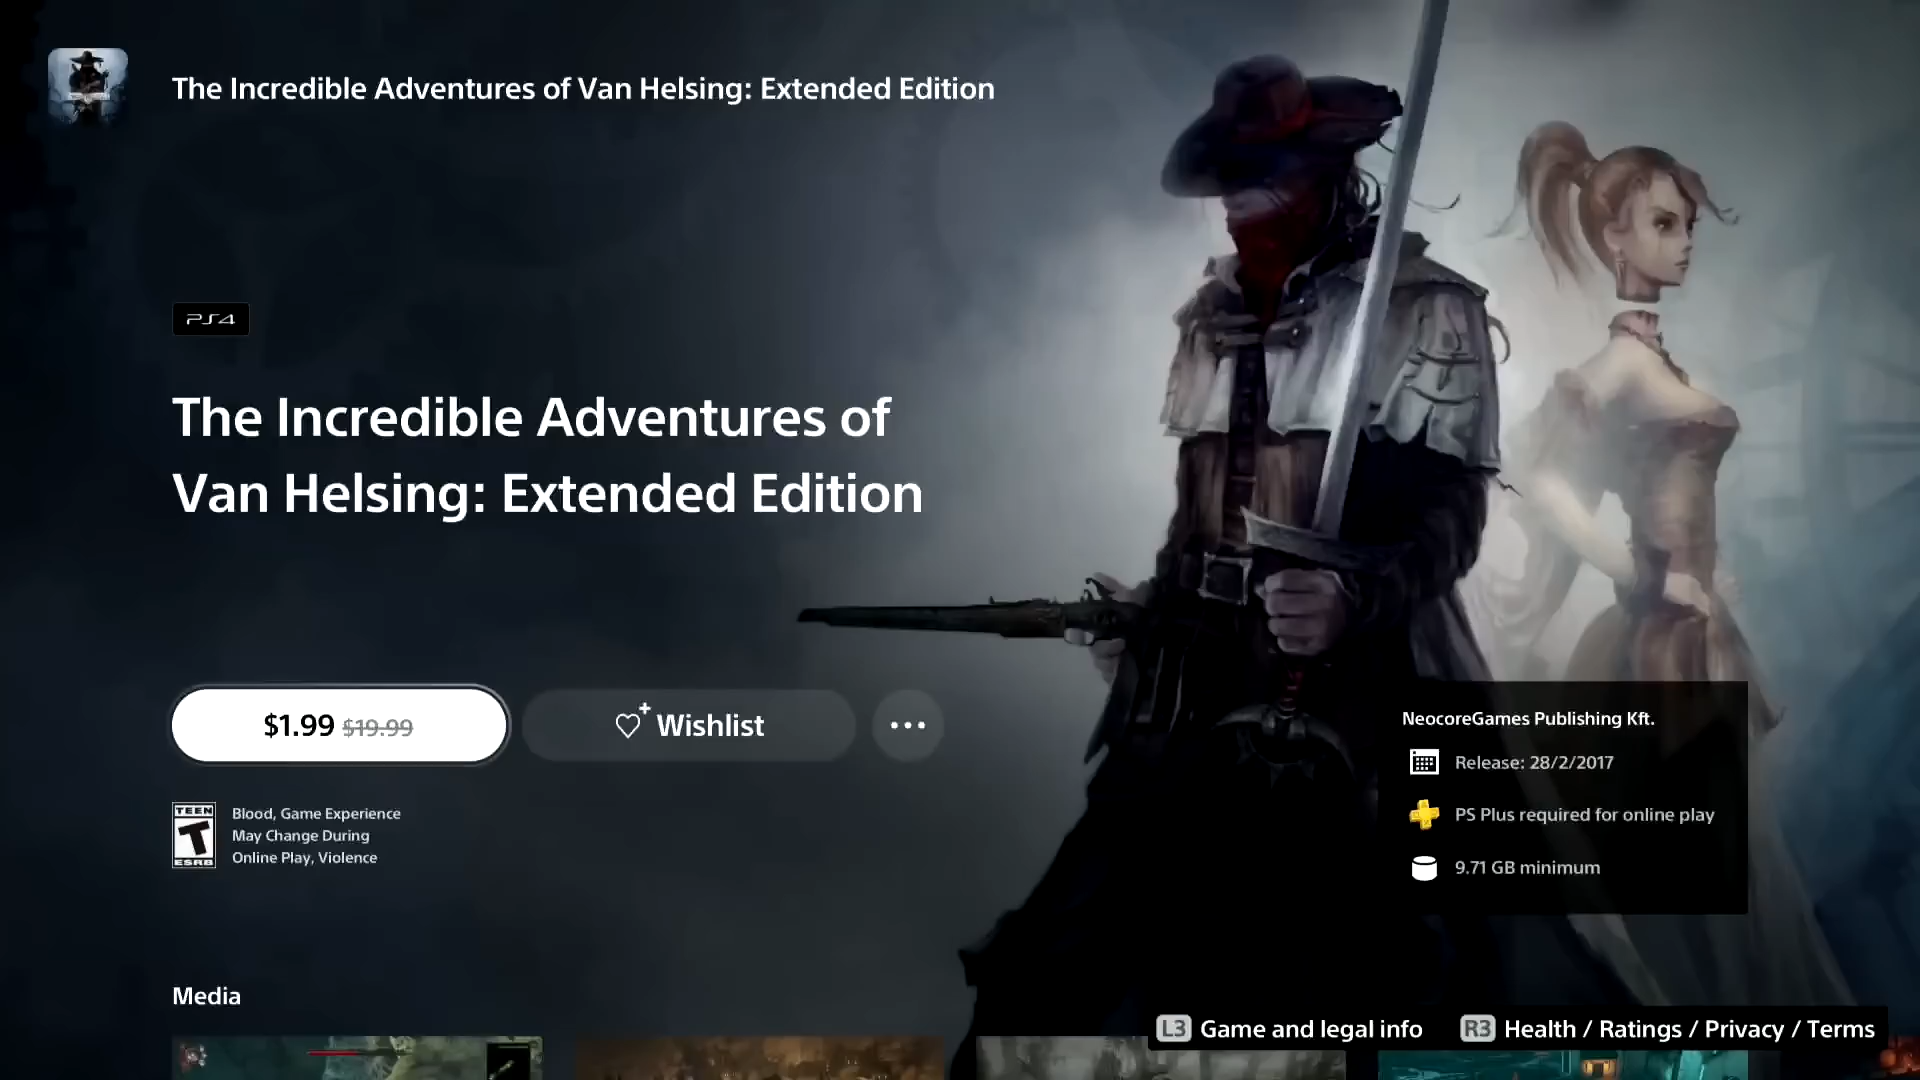 The Incredible Adventures of Van Helsing: Extended Edition
PS4
The Incredible Adventures of
Van Helsing: Extended Edition
$1.99 $19.99
Wishlist
TEEN
T
ESRB
Blood, Game Experience
May Change During
Online Play, Violence
NeocoreGames Publishing Kft.
Release: 28/2/2017
PS Plus required for online play
9.71 GB minimum
Media
L3 Game and legal info
R3 Health / Ratings / Privacy / Terms